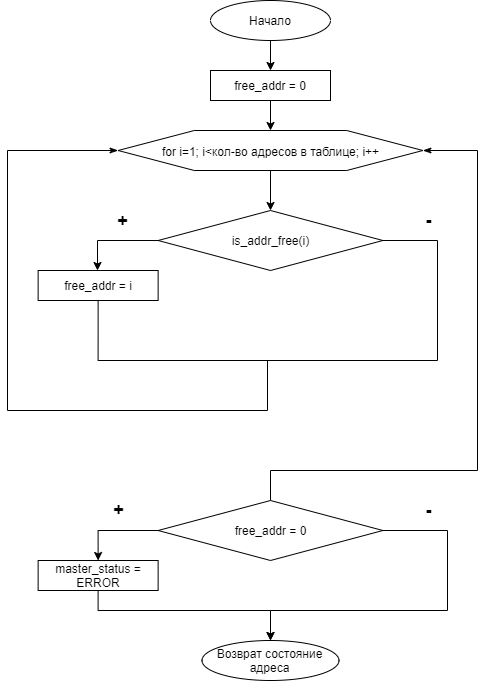 Начало
free_addr = 0
for i=1; i<кол-во адресов в таблице; i++
+
-
is_addr_free(i)
free_addr = i
+
-
free_addr = 0
master_status =
ERROR
Возврат состояние
адреса